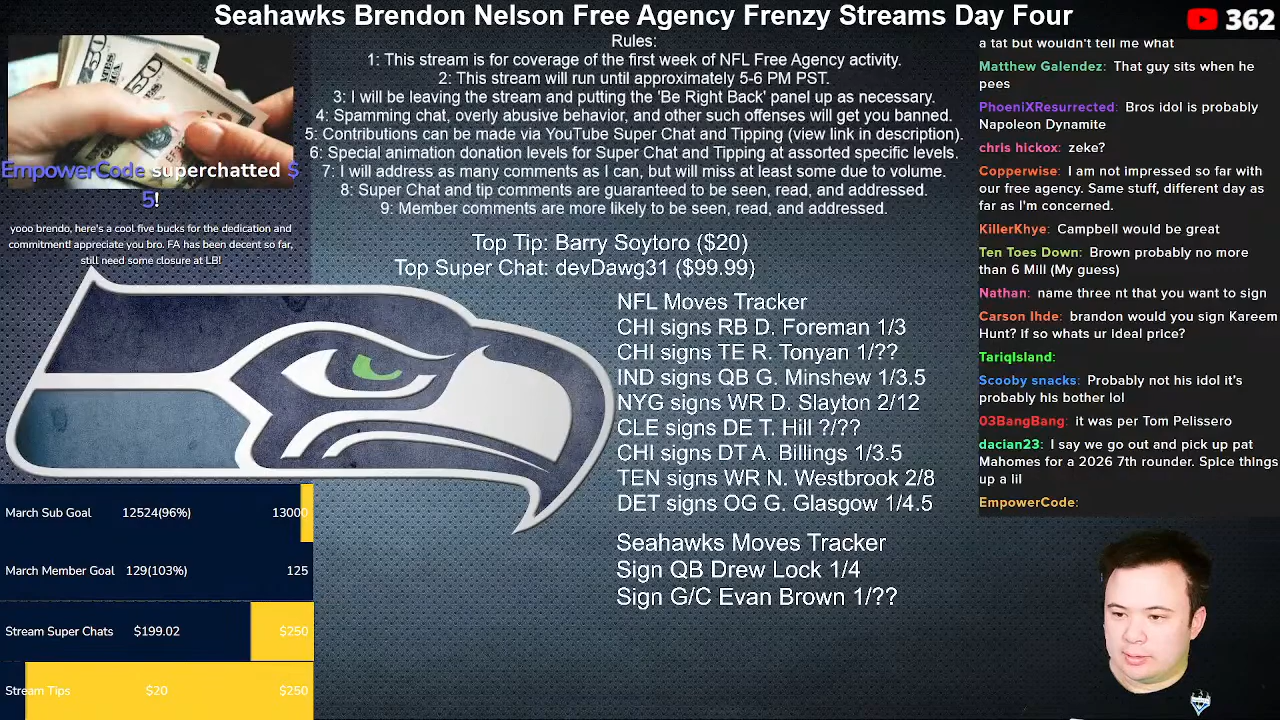 Seahawks Brendon Nelson Free Agency Frenzy Streams Day Four
362
Rules:
1: This stream is for coverage of the first week of NFL Free Agency activity.
2: This stream will run until approximately 5-6 PM PST.
3: I will be leaving the stream and putting the 'Be Right Back' panel up as necessary.
4: Spamming chat, overly abusive behavior, and other such offenses will get you banned.
5: Contributions can be made via YouTube Super Chat and Tipping (view link in description).
6: Special animation donation levels for Super Chat and Tipping at assorted specific levels.
7: I will address as many comments as I can, but will miss at least some due to volume.
8: Super Chat and tip comments are guaranteed to be seen, read, and addressed.
9: Member comments are more likely to be seen, read, and addressed.
EmpowerCode superchatted $
5!
yooo brendo, here's a cool five bucks for the dedication and
commitment! appreciate you bro. FA has been decent so far,
still need some closure at LB!
Top Tip: Barry Soytoro ($20)
Top Super Chat: devDawg31 ($99.99)
NFL Moves Tracker
CHI signs RB D. Foreman 1/3
CHI signs TE R. Tonyan 1/??
IND signs QB G. Minshew 1/3.5
NYG signs WR D. Slayton 2/12
CLE signs DE T. Hill ?/??
CHI signs DT A. Billings 1/3.5
TEN signs WR N. Westbrook 2/8
DET signs OG G. Glasgow 1/4.5
Seahawks Moves Tracker
Sign QB Drew Lock 1/4
Sign G/C Evan Brown 1/??
March Sub Goal 12524(96%) 13000
March Member Goal 129(103%) 125
Stream Super Chats $199.02 $250
Stream Tips $20 $250
a tat but wouldn't tell me what
Matthew Galendez: That guy sits when he
pees
PhoeniXResurrected: Bros idol is probably
Napoleon Dynamite
chris hickox: zeke?
Copperwise: I am not impressed so far with
our free agency. Same stuff, different day as
far as I'm concerned.
KillerKhye: Campbell would be great
Ten Toes Down: Brown probably no more
than 6 Mill (My guess)
Nathan: name three nt that you want to sign
Carson Ihde: brandon would you sign Kareem
Hunt? If so whats ur ideal price?
TariqIsland:
Scooby snacks: Probably not his idol it's
probably his bother lol
03BangBang: it was per Tom Pelissero
dacian23: I say we go out and pick up pat
Mahomes for a 2026 7th rounder. Spice things
up a lil
EmpowerCode: